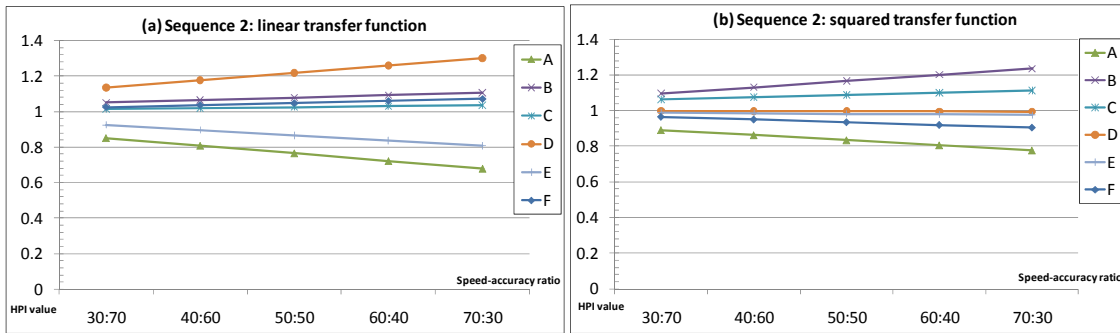 (a) Sequence 2: linear transfer function
1.4
1.2
1
0.8
0.6
0.4
0.2
0
A
B
C
D
E
F
Speed-accuracy ratio
HPI value
30:70 40:60 50:50 60:40 70:30
(b) Sequence 2: squared transfer function
1.4
1.2
1
0.8
0.6
0.4
0.2
0
A
B
C
D
E
F
Speed-accuracy ratio
HPI value
30:70 40:60 50:50 60:40 70:30